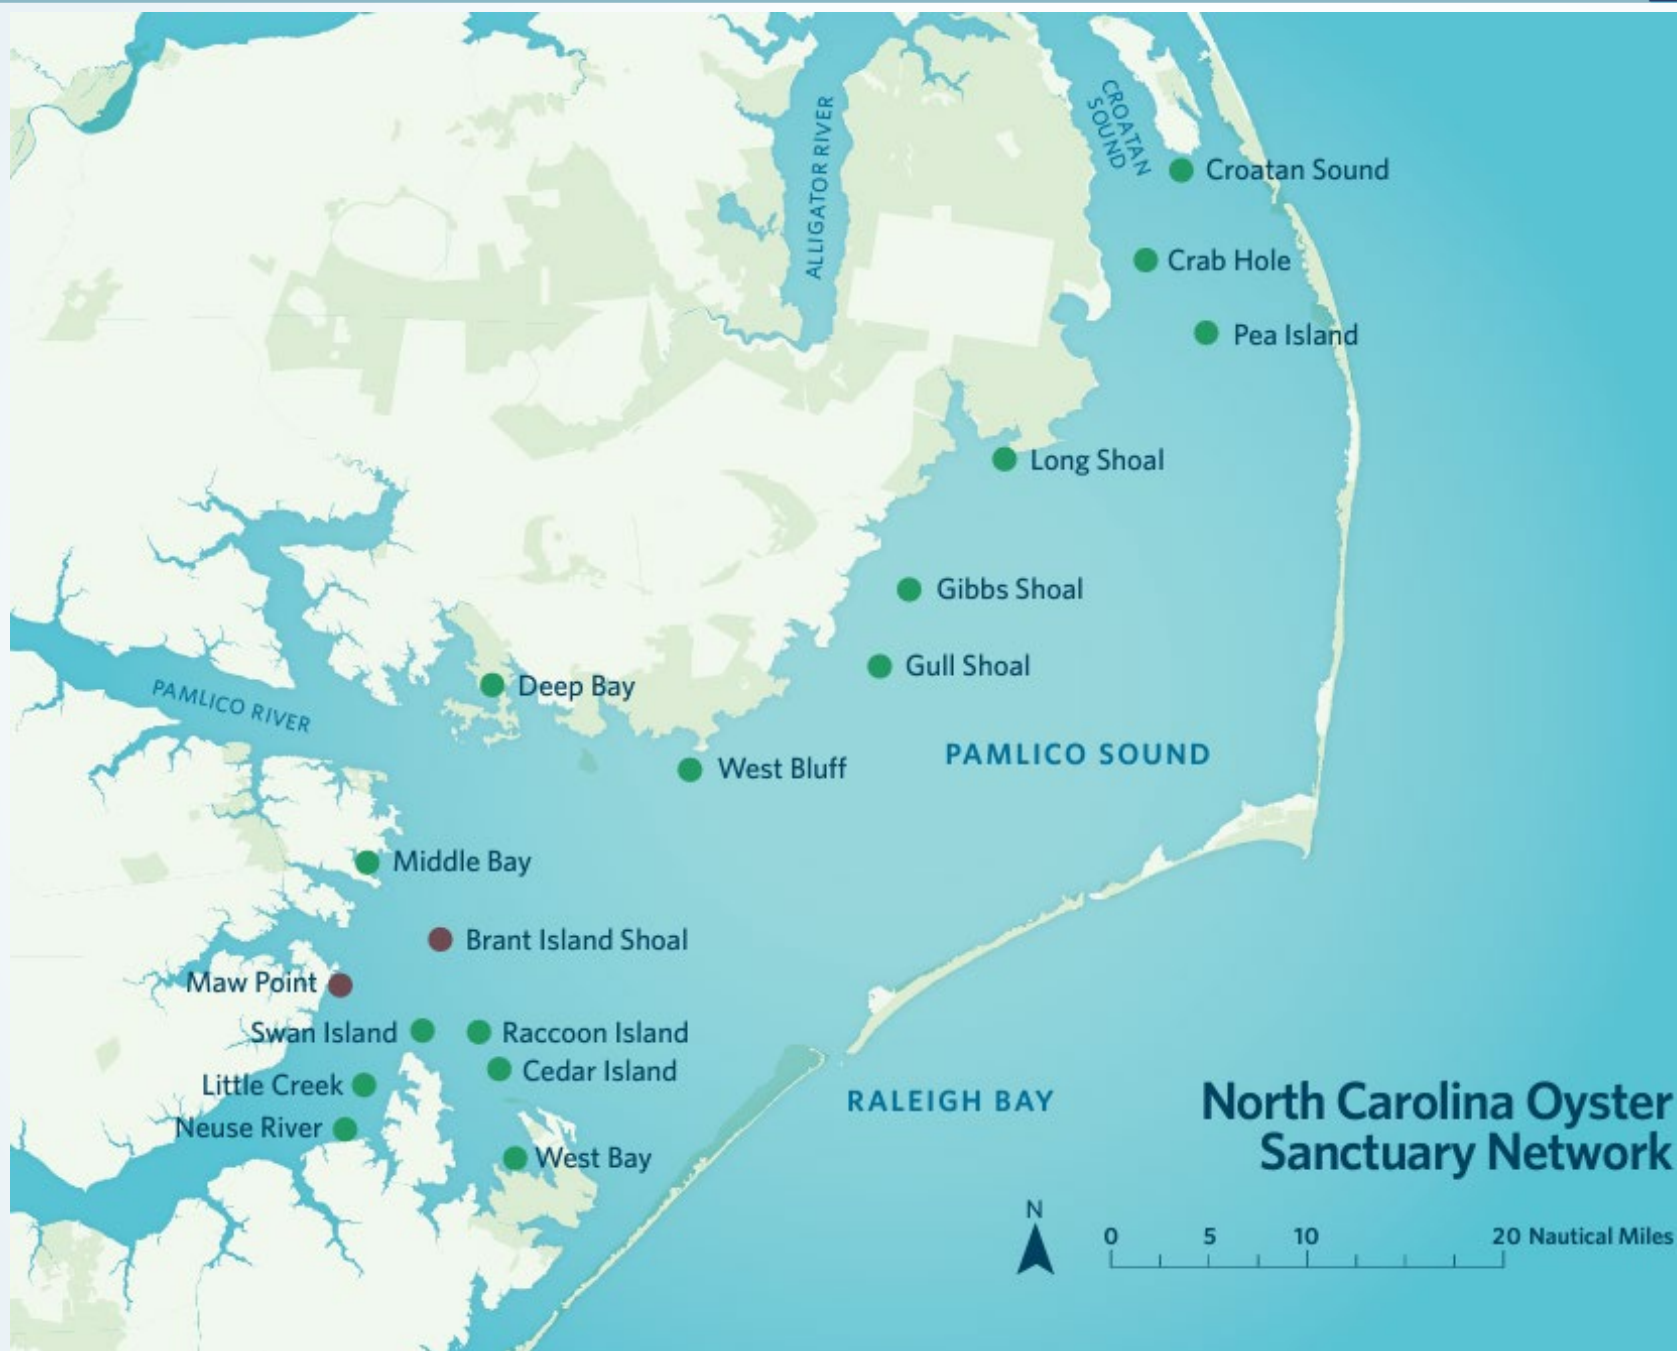 ALLIGATOR RIVER
CROATAN
SOUND
Croatan Sound
Crab Hole
Pea Island
Long Shoal
Gibbs Shoal
Gull Shoal
Deep Bay
PAMLICO RIVER
West Bluff
PAMLICO SOUND
Middle Bay
Brant Island Shoal
Maw Point
Swan Island
Raccoon Island
Cedar Island
Little Creek
Neuse River
West Bay
RALEIGH BAY
North Carolina Oyster
Sanctuary Network
N
0 5 10 20 Nautical Miles